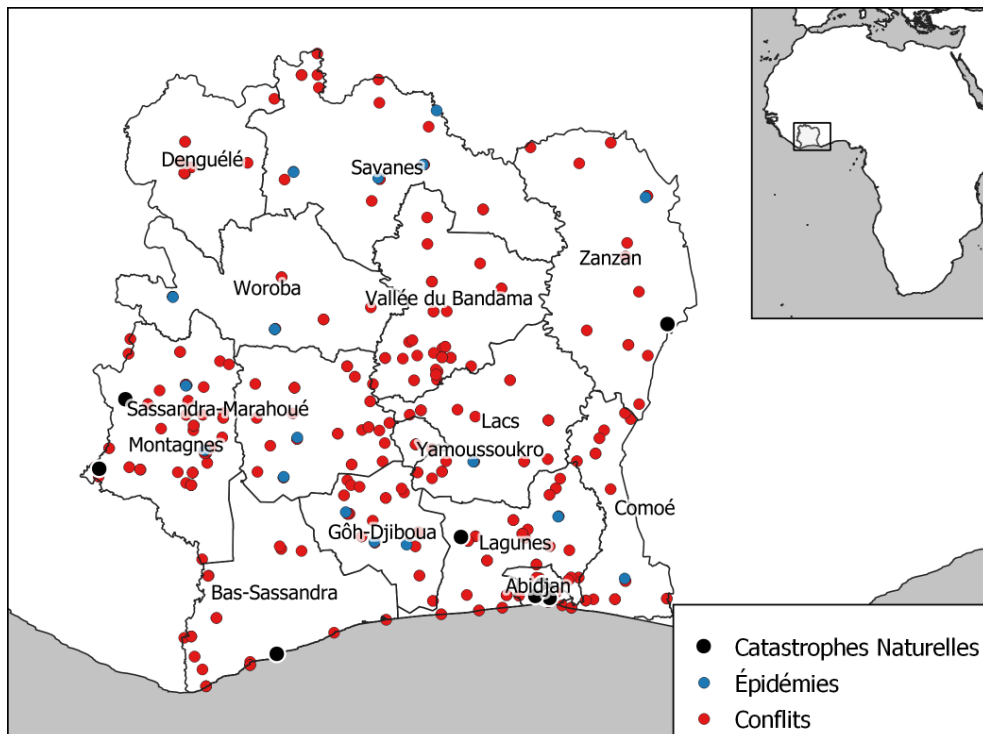 Denguélé
Savanes
Zanzan
Woroba
Vallée du Bandama
Sassandra-Marahoué
Lacs
Montagnes
Yamoussoukro
Comoé
Gôh-Djiboua
Lagunes
Abidjan
Bas-Sassandra
Catastrophes Naturelles
Épidémies
Conflits